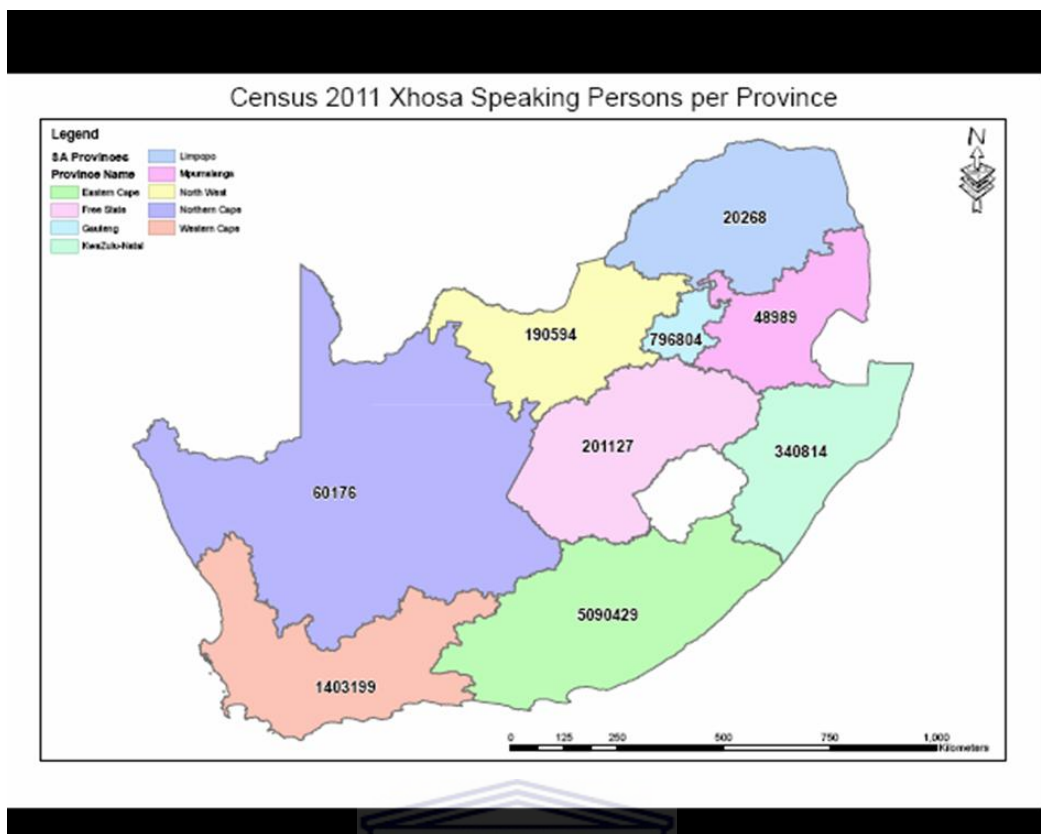 Census 2011 Xhosa Speaking Persons per Province
Legend
SA Provinces
Province Name
Eastern Cape
Free State
Gauteng
KwaZulu-Natal
Limpopo
Mpumalanga
North West
Northern Cape
Western Cape
N
20268
48989
190594
796804
201127
340814
60176
5090429
1403199
0 125 250 500 750 1,000
Kilometers